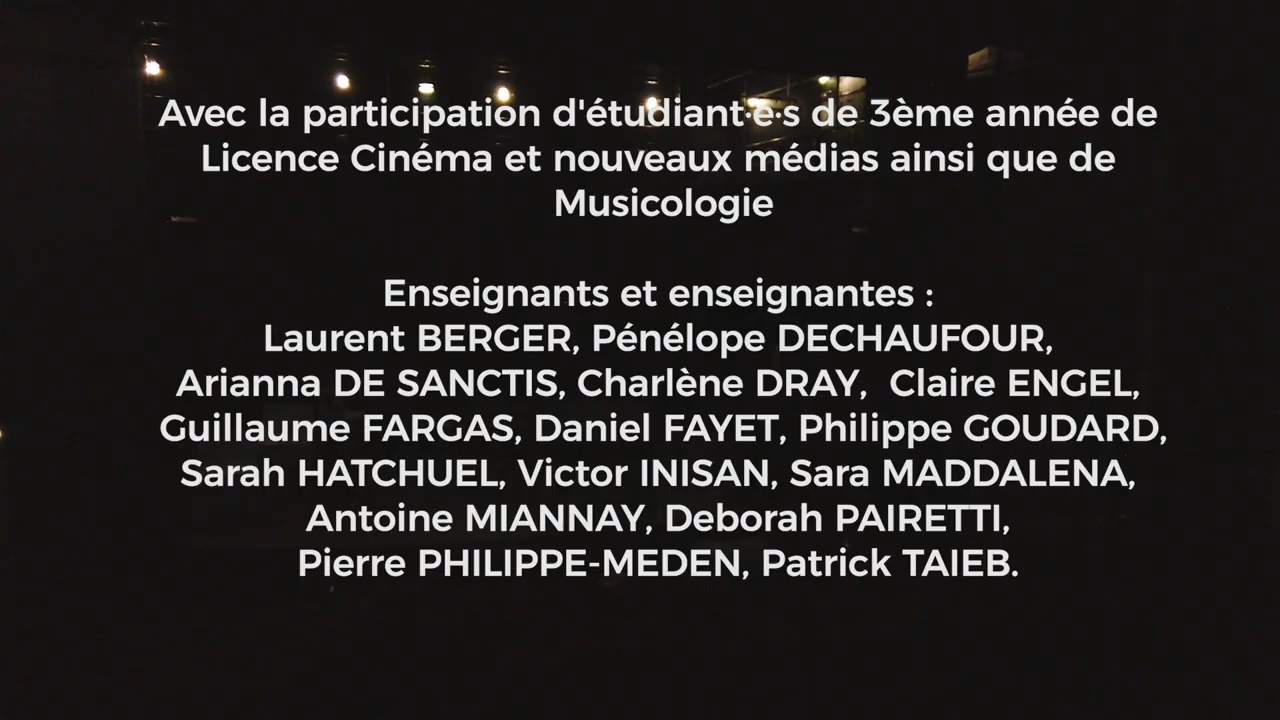 Avec la participation d'étudiant·e·s de 3ème année de
Licence Cinéma et nouveaux médias ainsi que de
Musicologie
Enseignants et enseignantes :
Laurent BERGER, Pénélope DECHAUFOUR,
Arianna DE SANCTIS, Charlène DRAY,  Claire ENGEL,
Guillaume FARGAS, Daniel FAYET, Philippe GOUDARD,
Sarah HATCHUEL, Victor INISAN, Sara MADDALENA,
Antoine MIANNAY, Deborah PAIRETTI,
Pierre PHILIPPE-MEDEN, Patrick TAIEB.